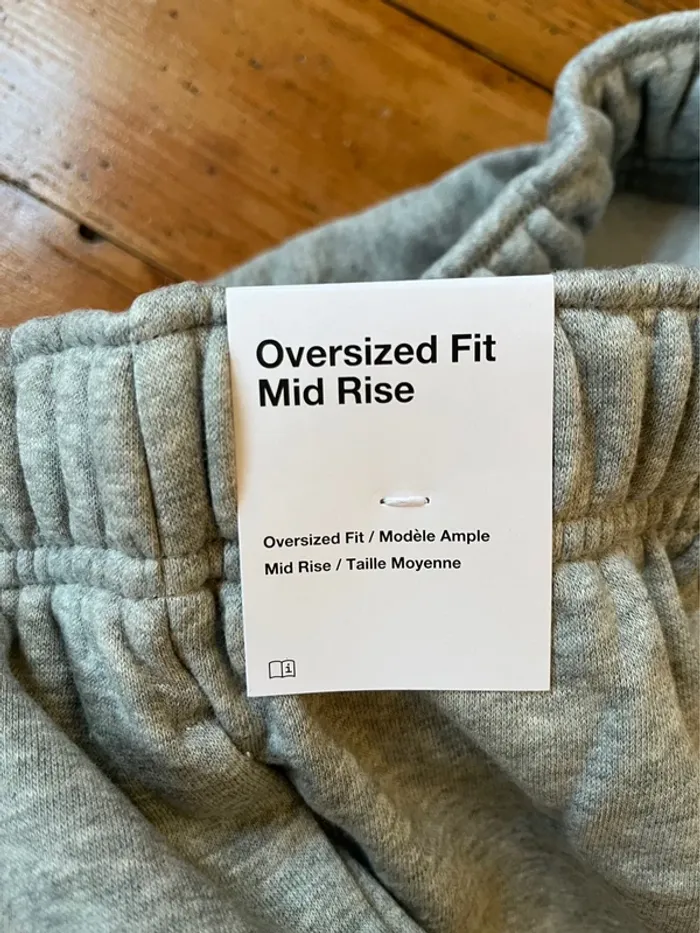 Oversized Fit
Mid Rise
Oversized Fit / Modèle Ample
Mid Rise / Taille Moyenne